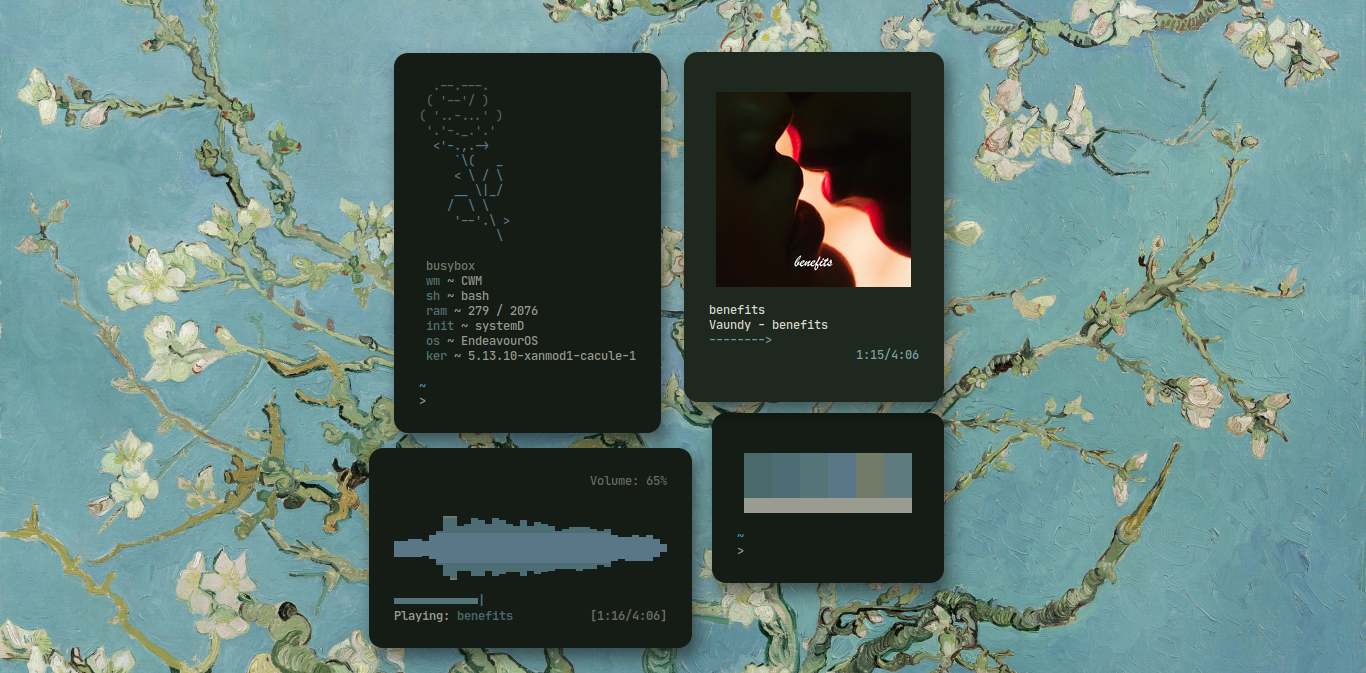 busybox
wm ~ CWM
sh ~ bash
ram ~ 279 / 2076
init ~ systemD
os ~ EndeavourOS
ker ~ 5.13.10-xanmod1-cacule-1
~
>
benefits
benefits
Vaundy - benefits
-------->
1:15/4:06
Volume: 65%
Playing: benefits [1:16/4:06]
~
>